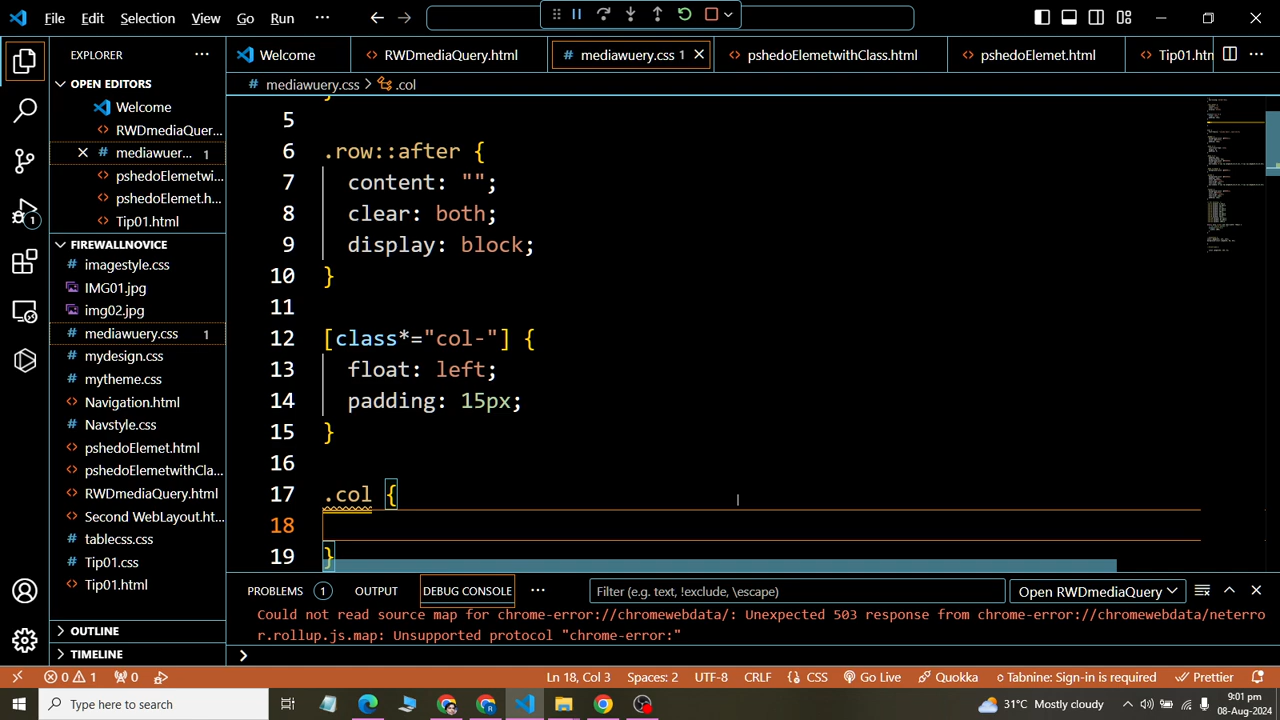 File Edit Selection View Go Run ···
EXPLORER ···
OPEN EDITORS
Welcome
RWDmediaQuer...
mediawuer... 1
pshedoElemetwi...
pshedoElemet.h...
Tip01.html
FIREWALLNOVICE
imagestyle.css
IMG01.jpg
img02.jpg
mediawuery.css 1
mydesign.css
mytheme.css
Navigation.html
Navstyle.css
pshedoElemet.html
pshedoElemetwithCla...
RWDmediaQuery.html
Second WebLayout.ht...
tablecss.css
Tip01.css
Tip01.html
OUTLINE
TIMELINE
1
Welcome RWDmediaQuery.html # mediawuery.css 1 pshedoElemetwithClass.html pshedoElemet.html Tip01.htn
# mediawuery.css > .col
5
6 .row::after {
7 content: "";
8 clear: both;
9 display: block;
10 }
11
12 [class*="col-"] {
13 float: left;
14 padding: 15px;
15 }
16
17 .col {
18
19 }
PROBLEMS 1 OUTPUT DEBUG CONSOLE ··· Filter (e.g. text, !exclude, \escape) Open RWDmediaQuery
Could not read source map for chrome-error://chromewebdata/: Unexpected 503 response from chrome-error://chromewebdata/neterro
r.rollup.js.map: Unsupported protocol "chrome-error:"
>
0 1 0 Ln 18, Col 3 Spaces: 2 UTF-8 CRLF {} CSS Go Live Quokka Tabnine: Sign-in is required Prettier
Type here to search 31°C Mostly cloudy 9:01 pm
08-Aug-2024